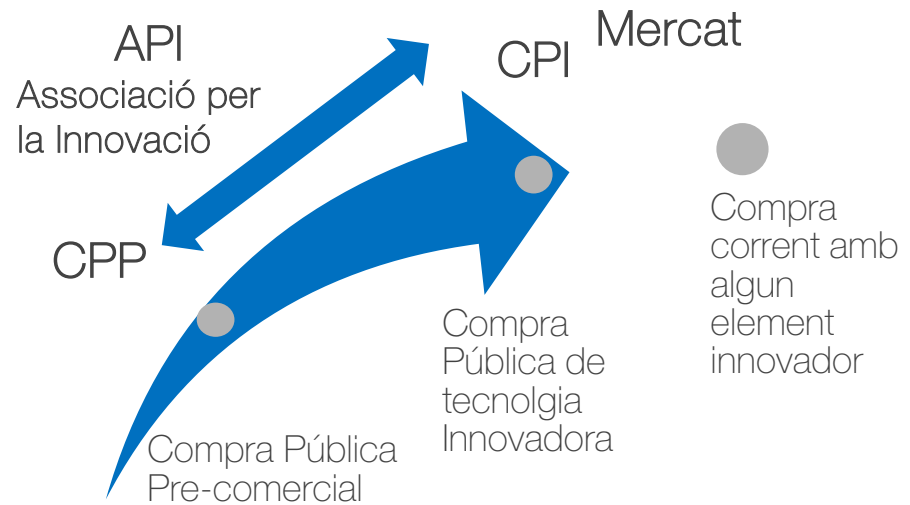 API
Associació per
la Innovació
CPI
Mercat
CPP
Compra
corrent amb
algun
element
innovador
Compra
Pública de
tecnolgia
Innovadora
Compra Pública
Pre-comercial